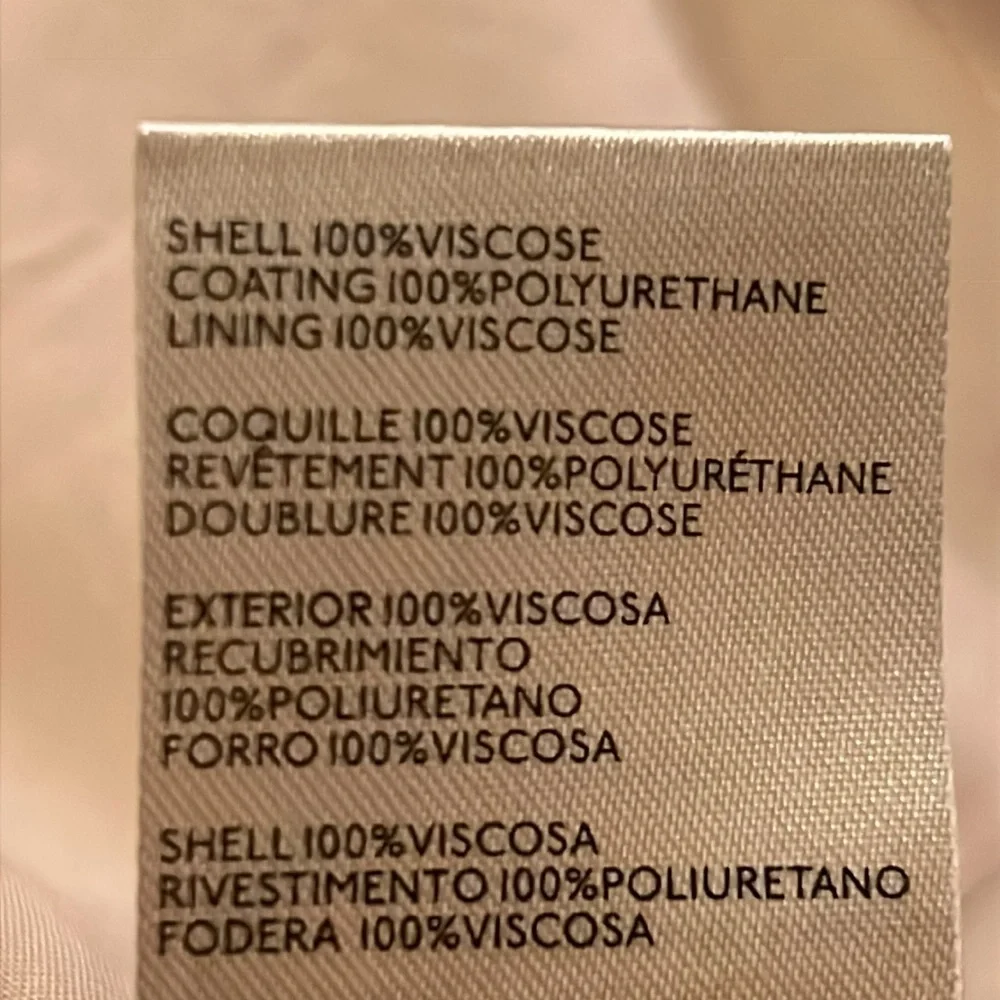 SHELL 100%VISCOSE
COATING 100%POLYURETHANE
LINING 100%VISCOSE
COQUILLE 100%VISCOSE
REVÊTEMENT 100%POLYURÉTHANE
DOUBLURE 100%VISCOSE
EXTERIOR 100%VISCOSA
RECUBRIMIENTO
100%POLIURETANO
FORRO 100%VISCOSA
SHELL 100%VISCOSA
RIVESTIMENTO 100%POLIURETANO
FODERA 100%VISCOSA